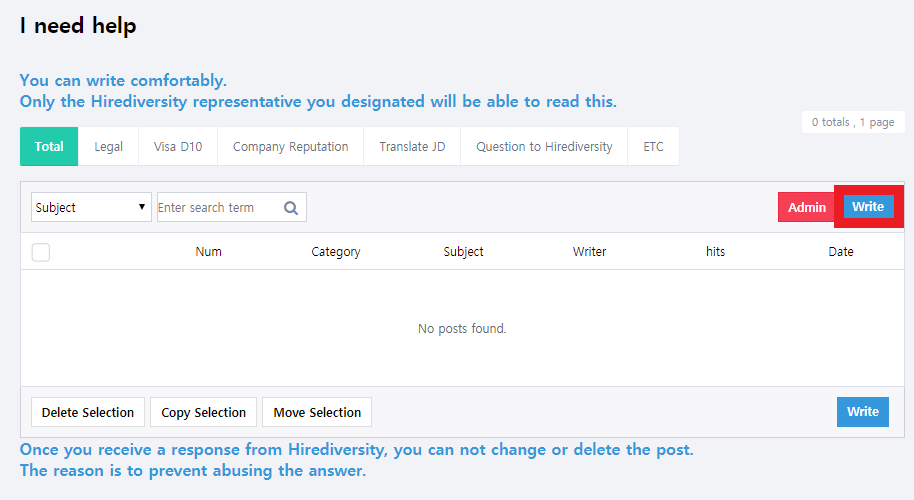 I need help
You can write comfortably.
Only the Hirediversity representative you designated will be able to read this.
0 totals , 1 page
Total Legal Visa D10 Company Reputation Translate JD Question to Hirediversity ETC
Subject Enter search term Admin Write
Num Category Subject Writer hits Date
No posts found.
Delete Selection Copy Selection Move Selection Write
Once you receive a response from Hirediversity, you can not change or delete the post.
The reason is to prevent abusing the answer.